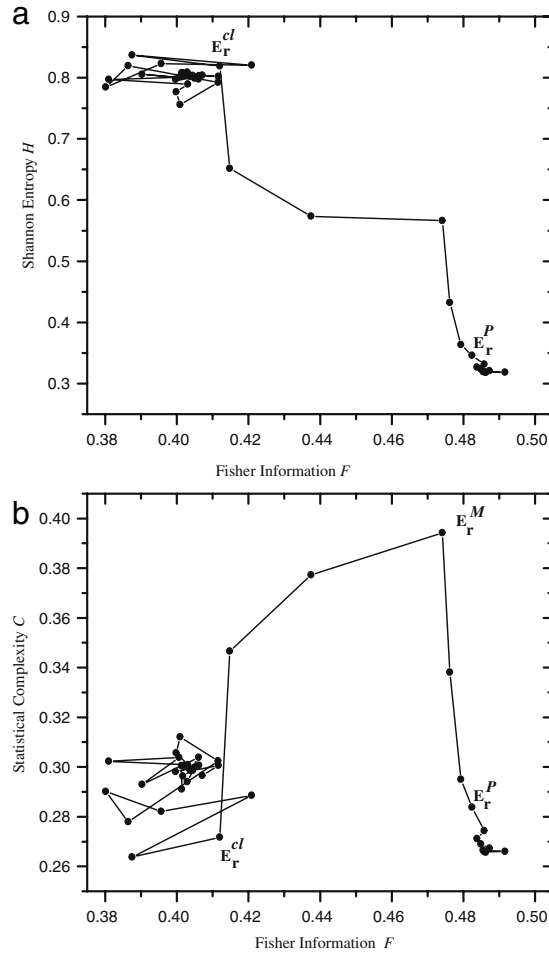 a
0.9
0.8
0.7
0.6
0.5
0.4
0.3
Shannon Entropy H
E_r^cl
E_r^P
0.38 0.40 0.42 0.44 0.46 0.48 0.50
Fisher Information F
b
0.40
0.38
0.36
0.34
0.32
0.30
0.28
0.26
Statistical Complexity C
E_r^M
E_r^P
E_r^cl
0.38 0.40 0.42 0.44 0.46 0.48 0.50
Fisher Information F